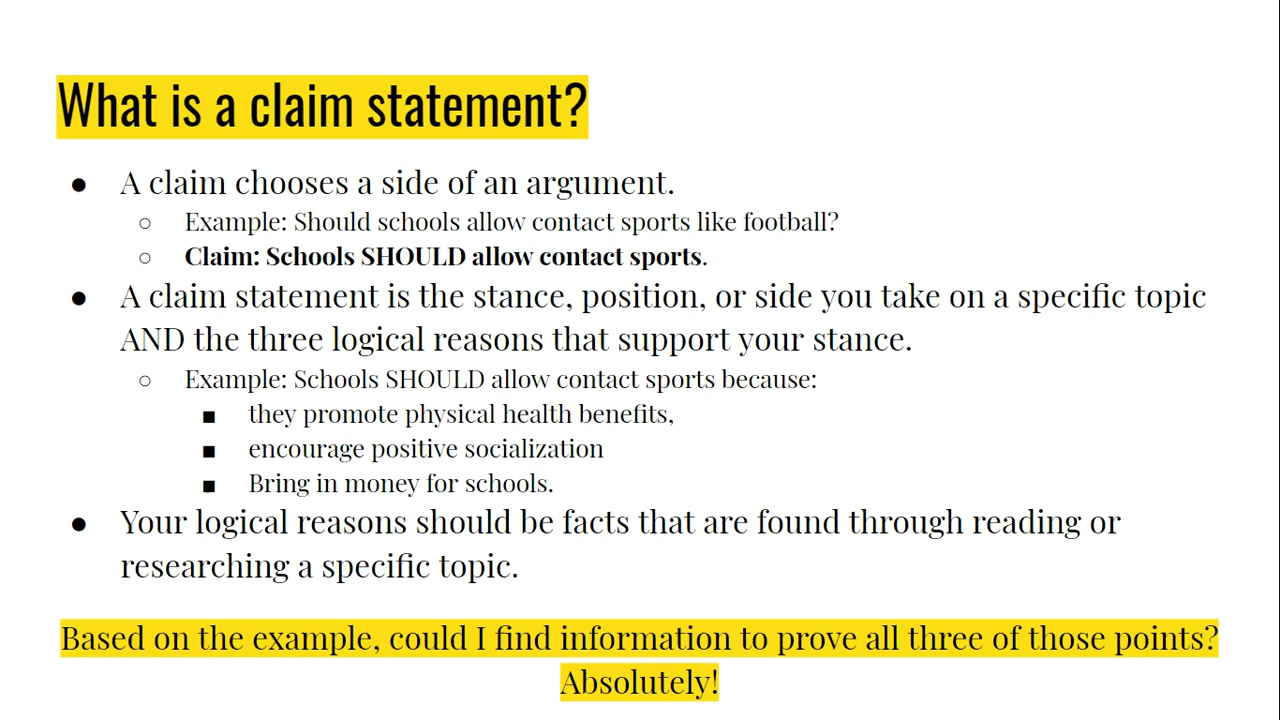 What is a claim statement?
● A claim chooses a side of an argument.
○ Example: Should schools allow contact sports like football?
○ Claim: Schools SHOULD allow contact sports.
● A claim statement is the stance, position, or side you take on a specific topic
AND the three logical reasons that support your stance.
○ Example: Schools SHOULD allow contact sports because:
■ they promote physical health benefits,
■ encourage positive socialization
■ Bring in money for schools.
● Your logical reasons should be facts that are found through reading or
researching a specific topic.
Based on the example, could I find information to prove all three of those points?
Absolutely!